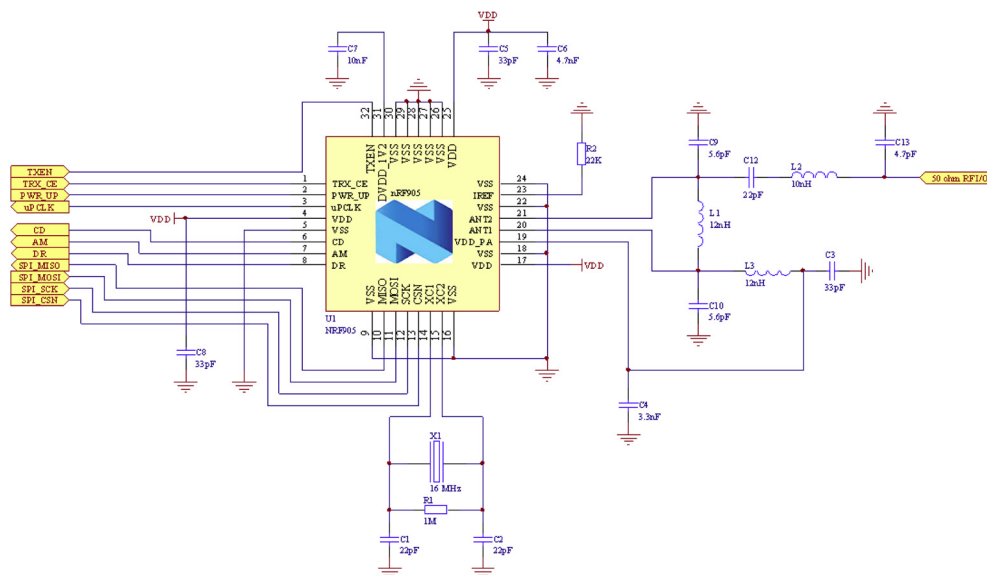 VDD
C7
10nF
C5
33pF
C6
4.7nF
32
31
30
29
28
27
26
25
TXEN
DVDD_1V2
VSS
VSS
VSS
VSS
VSS
VDD
R2
22K
C9
5.6pF
C12
22pF
L2
10nH
C13
4.7pF
50 ohm RFI/O
TXEN
TRX_CE
PWR_UP
uPCLK
CD
AM
DR
SPI_MISO
SPI_MOSI
SPI_SCK
SPI_CSN
VDD
1
2
3
4
5
6
7
8
TRX_CE
PWR_UP
uPCLK
VDD
VSS
CD
AM
DR
nRF905
VSS
IREF
VSS
ANT2
ANT1
VDD_PA
VSS
VDD
24
23
22
21
20
19
18
17
VDD
L1
12nH
L3
12nH
C3
33pF
C10
5.6pF
VSS
MISO
MOSI
SCK
CSN
XC1
XC2
VSS
U1
NRF905
9
10
11
12
13
14
15
16
C8
33pF
C4
3.3nF
X1
16 MHz
R1
1M
C1
22pF
C2
22pF